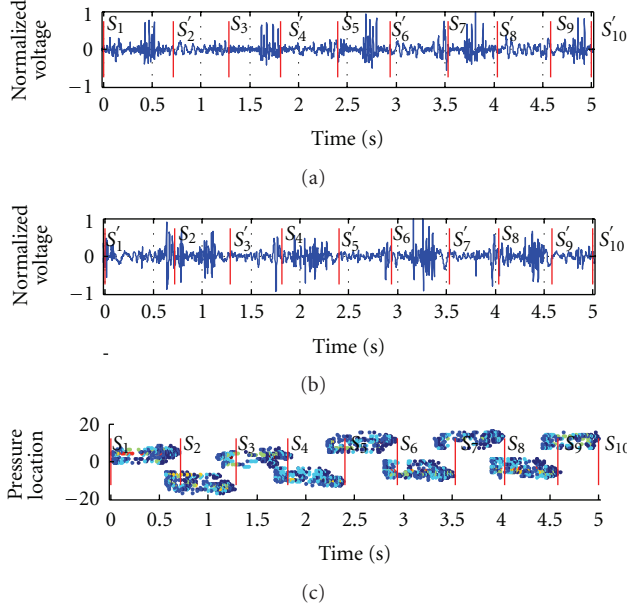 1
0
−1
Normalized
voltage
S1 S′2 S3 S′4 S5 S′6 S7 S′8 S9 S′10
0 0.5 1 1.5 2 2.5 3 3.5 4 4.5 5
Time (s)
(a)
1
0
−1
Normalized
voltage
S′1 S2 S′3 S4 S′5 S6 S′7 S8 S′9 S′10
0 0.5 1 1.5 2 2.5 3 3.5 4 4.5 5
Time (s)
(b)
20
0
−20
Pressure
location
S1 S2 S3 S4 S5 S6 S7 S8 S9 S10
0 0.5 1 1.5 2 2.5 3 3.5 4 4.5 5
Time (s)
(c)